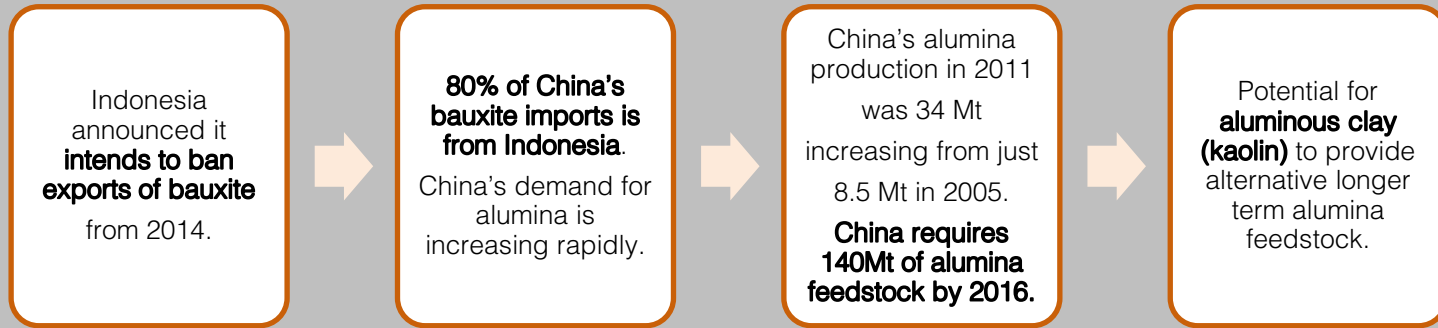 Indonesia
announced it
intends to ban
exports of bauxite
from 2014.
80% of China's
bauxite imports is
from Indonesia.
China's demand for
alumina is
increasing rapidly.
China's alumina
production in 2011
was 34 Mt
increasing from just
8.5 Mt in 2005.
China requires
140Mt of alumina
feedstock by 2016.
Potential for
aluminous clay
(kaolin) to provide
alternative longer
term alumina
feedstock.